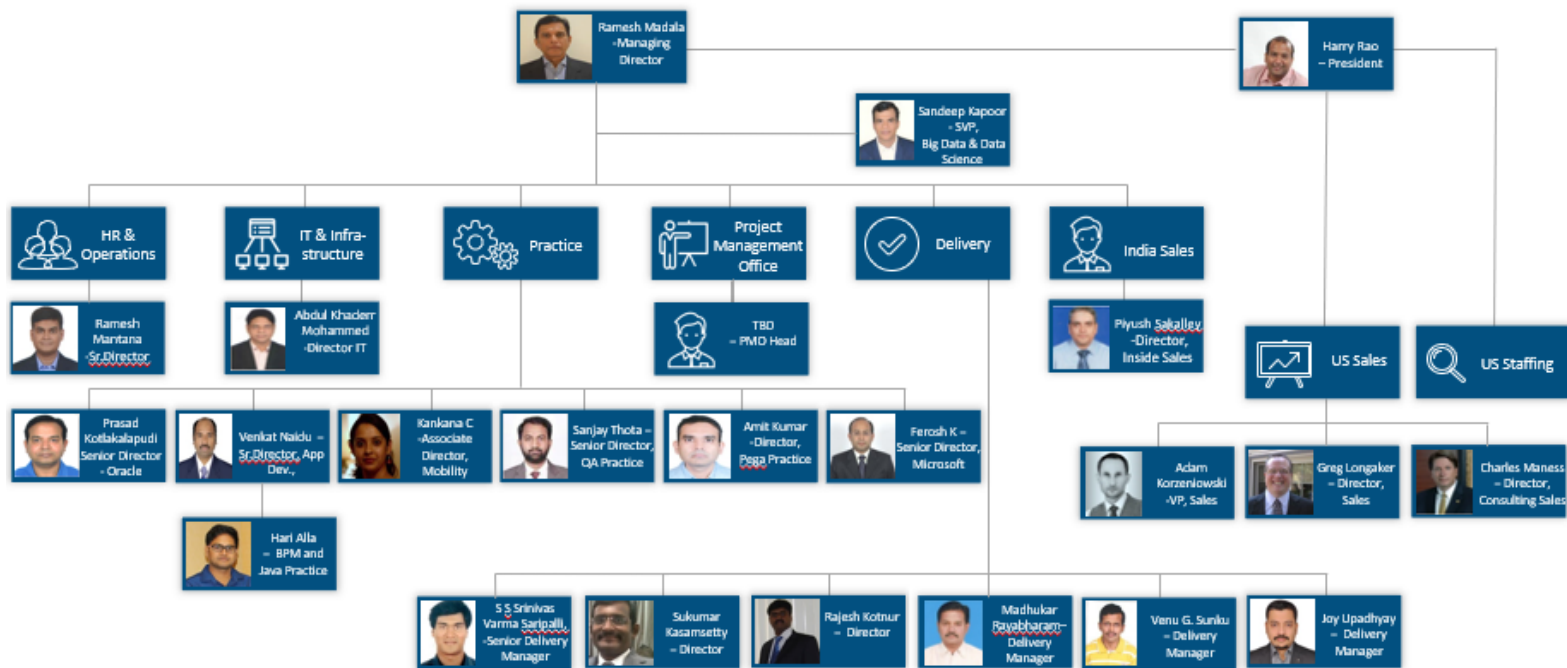 Ramesh Madala
-Managing
Director
Harry Rao
– President
Sandeep Kapoor
- SVP,
Big Data & Data
Science
HR &
Operations
IT & Infra-
structure
Practice
Project
Management
Office
Delivery
India Sales
Ramesh
Mantana
-Sr.Director
Abdul Khaderr
Mohammed
-Director IT
TBD
– PMO Head
Piyush Sakalley
-Director,
Inside Sales
US Sales
US Staffing
Prasad
Kotlakalapudi
Senior Director
- Oracle
Venkat Naidu –
Sr.Director, App
Dev.,
Kankana C
-Associate
Director,
Mobility
Sanjay Thota –
Senior Director,
QA Practice
Amit Kumar
-Director,
Pega Practice
Ferosh K –
Senior Director,
Microsoft
Adam
Korzeniowski
-VP, Sales
Greg Longaker
– Director,
Sales
Charles Maness
– Director,
Consulting Sales
Hari Alla
– BPM and
Java Practice
S S Srinivas
Varma Saripalli,
-Senior Delivery
Manager
Sukumar
Kasamsetty
– Director
Rajesh Kotnur
– Director
Madhukar
Rayabharam–
Delivery
Manager
Venu G. Sunku
– Delivery
Manager
Joy Upadhyay
– Delivery
Manager